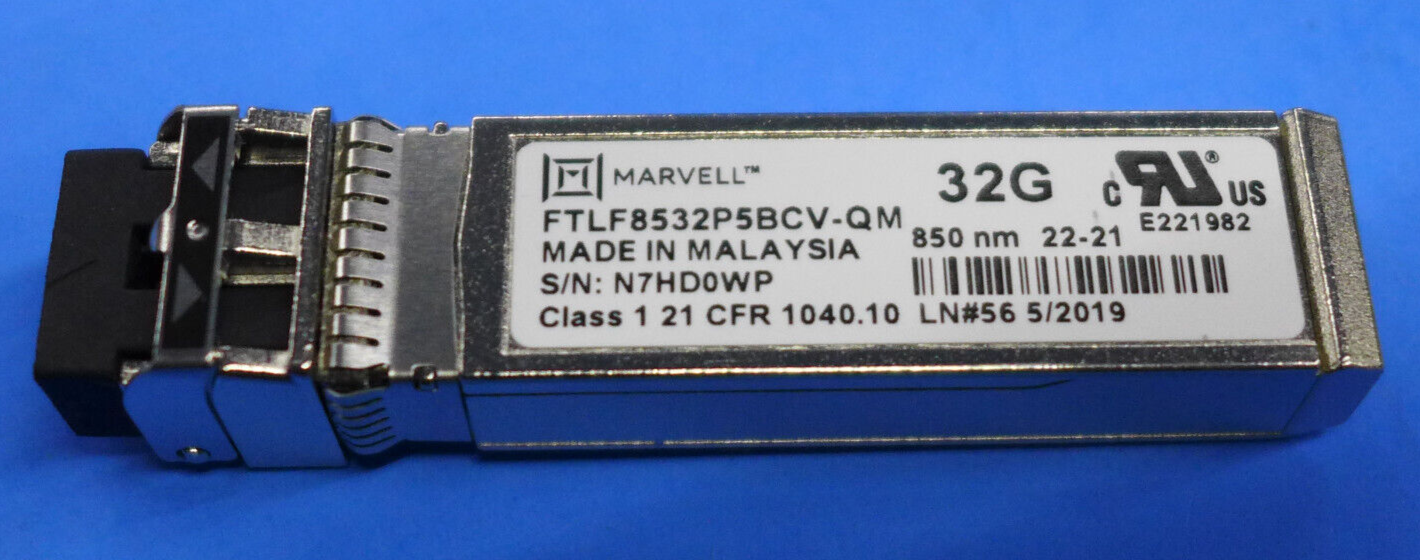 MARVELL™
32G
c RU® US
E221982
FTLF8532P5BCV-QM
850 nm 22-21
MADE IN MALAYSIA
S/N: N7HD0WP
Class 1 21 CFR 1040.10 LN#56 5/2019